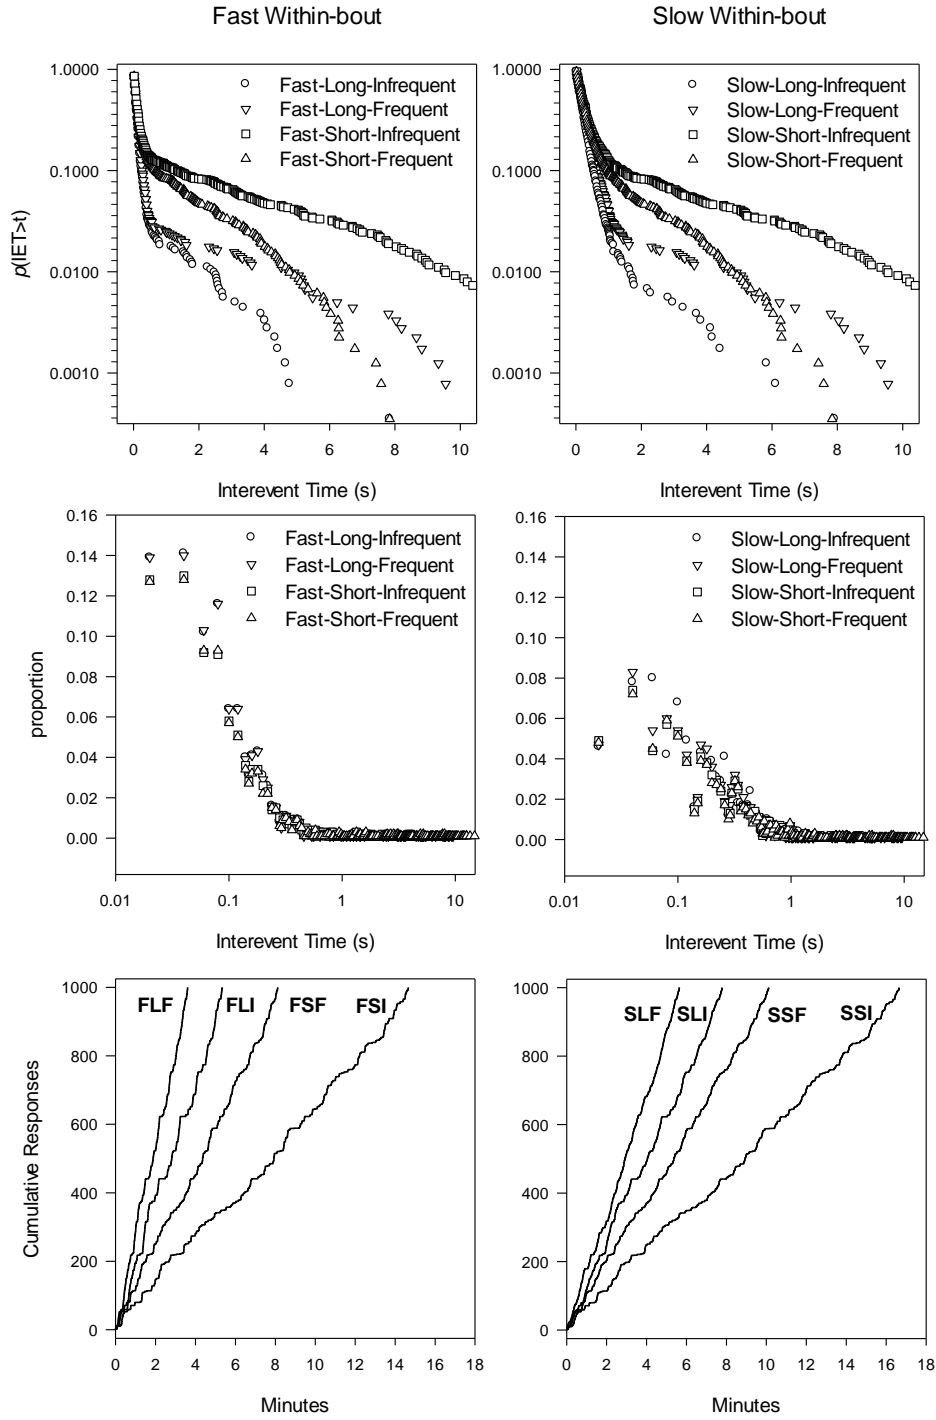 Fast Within-bout
Slow Within-bout
1.0000
0.1000
0.0100
0.0010
p(IET>t)
Fast-Long-Infrequent
Fast-Long-Frequent
Fast-Short-Infrequent
Fast-Short-Frequent
0 2 4 6 8 10
Interevent Time (s)
1.0000
0.1000
0.0100
0.0010
Slow-Long-Infrequent
Slow-Long-Frequent
Slow-Short-Infrequent
Slow-Short-Frequent
0 2 4 6 8 10
Interevent Time (s)
0.16
0.14
0.12
0.10
0.08
0.06
0.04
0.02
0.00
proportion
Fast-Long-Infrequent
Fast-Long-Frequent
Fast-Short-Infrequent
Fast-Short-Frequent
0.01 0.1 1 10
Interevent Time (s)
0.16
0.14
0.12
0.10
0.08
0.06
0.04
0.02
0.00
Slow-Long-Infrequent
Slow-Long-Frequent
Slow-Short-Infrequent
Slow-Short-Frequent
0.01 0.1 1 10
Interevent Time (s)
1000
800
600
400
200
0
Cumulative Responses
FLF FLI FSF FSI
0 2 4 6 8 10 12 14 16 18
Minutes
1000
800
600
400
200
0
SLF SLI SSF SSI
0 2 4 6 8 10 12 14 16 18
Minutes